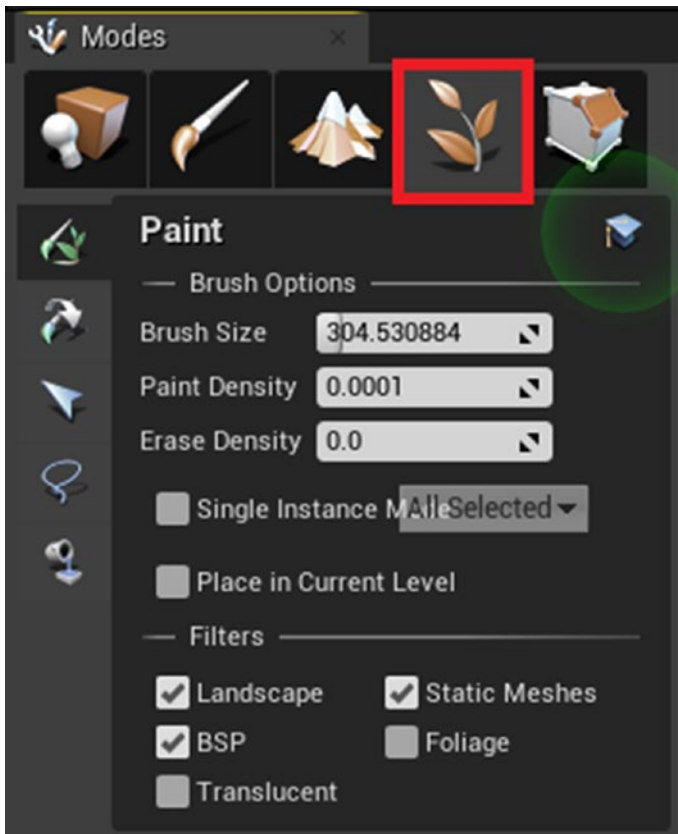 Modes
Paint
Brush Options
Brush Size 304.530884
Paint Density 0.0001
Erase Density 0.0
Single Instance Mode All Selected
Place in Current Level
Filters
Landscape Static Meshes
BSP Foliage
Translucent